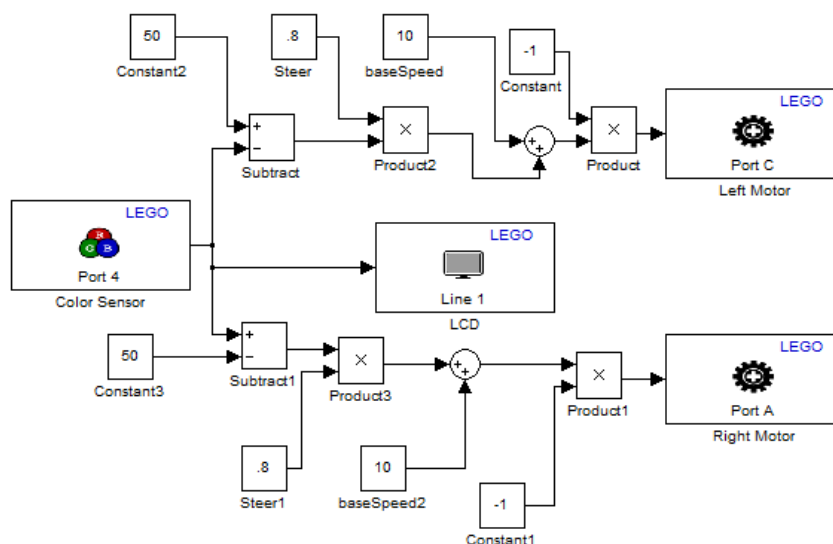 50
Constant2
.8
Steer
10
baseSpeed
-1
Constant
LEGO
Port C
Left Motor
+
−
Subtract
×
Product2
+
+
×
Product
LEGO
R
G
B
Port 4
Color Sensor
LEGO
Line 1
LCD
50
Constant3
+
−
Subtract1
×
Product3
+
+
×
Product1
LEGO
Port A
Right Motor
.8
Steer1
10
baseSpeed2
-1
Constant1